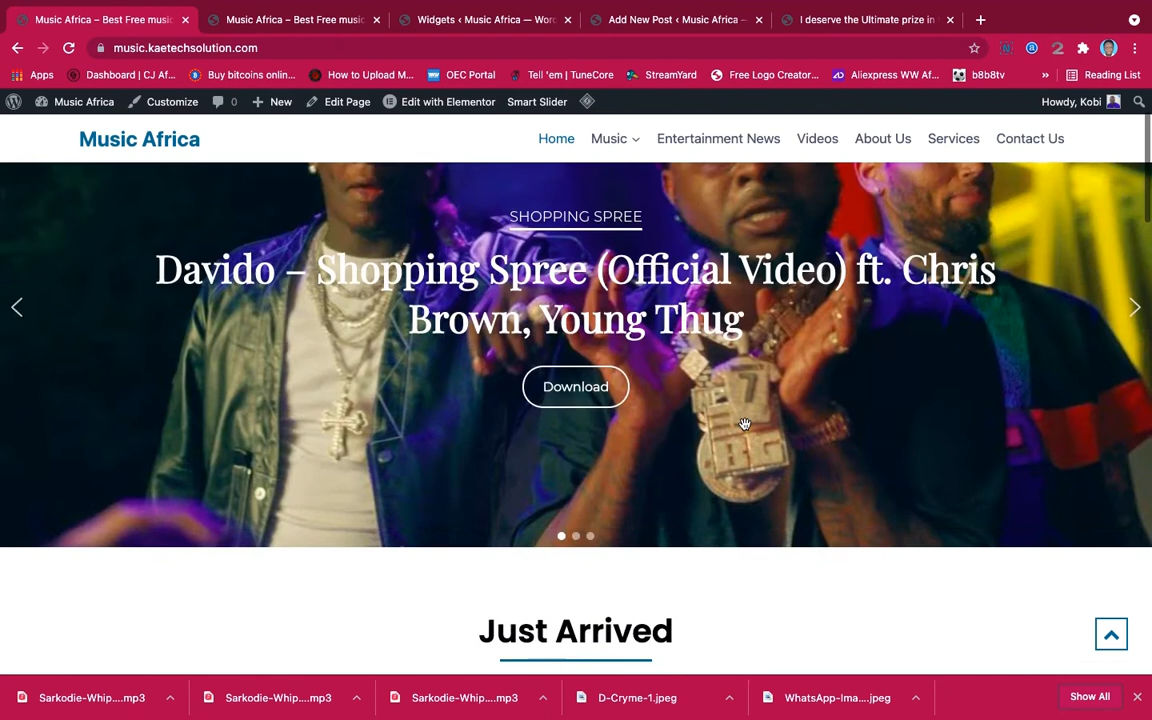 Music Africa – Best Free music
Music Africa – Best Free music
Widgets ‹ Music Africa — Wor
Add New Post ‹ Music Africa –
I deserve the Ultimate prize in
music.kaetechsolution.com
Apps
Dashboard | CJ Af...
Buy bitcoins onlin...
How to Upload M...
OEC Portal
Tell 'em | TuneCore
StreamYard
Free Logo Creator...
Aliexpress WW Af...
b8b8tv
»
Reading List
Music Africa
Customize
0
New
Edit Page
Edit with Elementor
Smart Slider
Howdy, Kobi
Music Africa
Home
Music
Entertainment News
Videos
About Us
Services
Contact Us
SHOPPING SPREE
Davido – Shopping Spree (Official Video) ft. Chris
Brown, Young Thug
Download
Just Arrived
Sarkodie-Whip....mp3
Sarkodie-Whip....mp3
Sarkodie-Whip....mp3
D-Cryme-1.jpeg
WhatsApp-Ima....jpeg
Show All